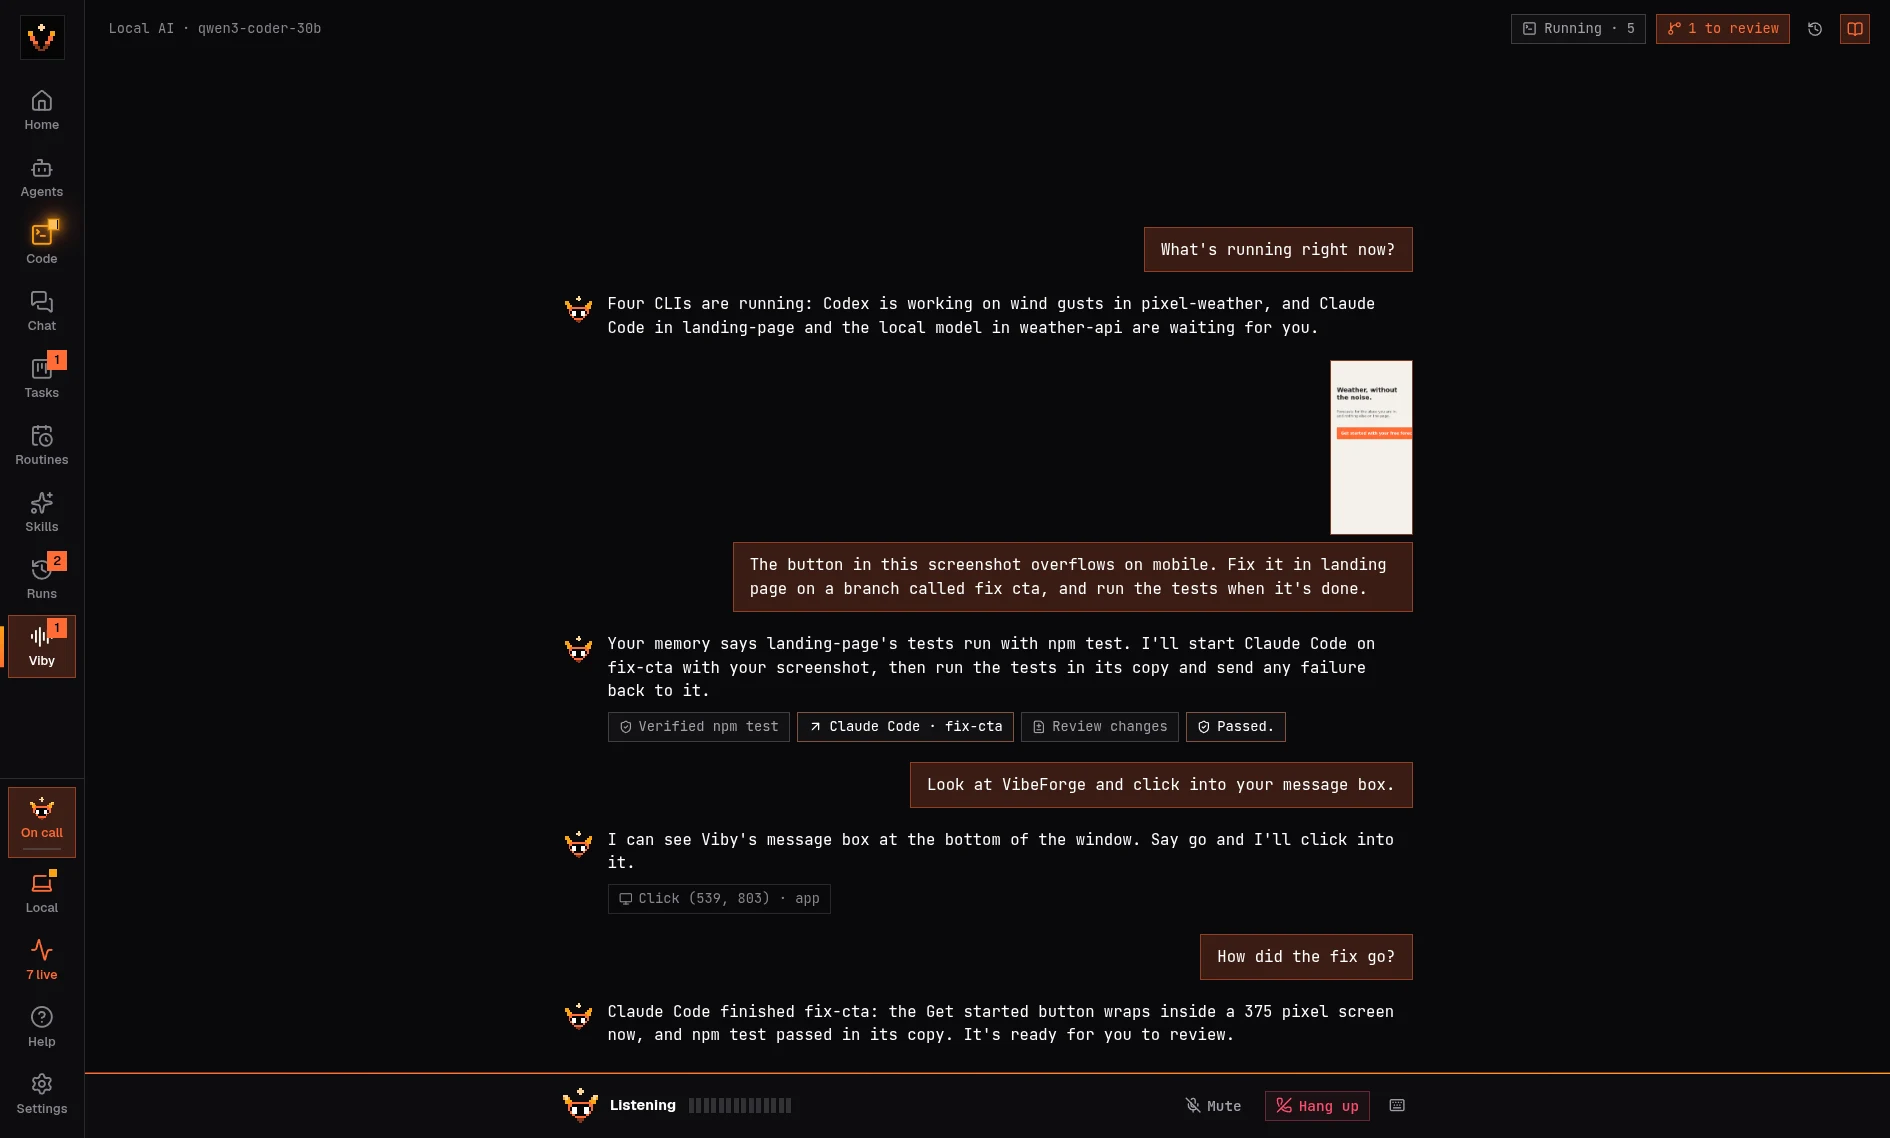 Local AI · qwen3-coder-30b
Running · 5
1 to review
Home
Agents
Code
Chat
1
Tasks
Routines
Skills
2
Runs
1
Viby
On call
Local
7 live
Help
Settings
What's running right now?
Four CLIs are running: Codex is working on wind gusts in pixel-weather, and Claude
Code in landing-page and the local model in weather-api are waiting for you.
Weather, without
the noise.
Get started with your free
The button in this screenshot overflows on mobile. Fix it in landing
page on a branch called fix cta, and run the tests when it's done.
Your memory says landing-page's tests run with npm test. I'll start Claude Code on
fix-cta with your screenshot, then run the tests in its copy and send any failure
back to it.
Verified npm test
Claude Code · fix-cta
Review changes
Passed.
Look at VibeForge and click into your message box.
I can see Viby's message box at the bottom of the window. Say go and I'll click into
it.
Click (539, 803) · app
How did the fix go?
Claude Code finished fix-cta: the Get started button wraps inside a 375 pixel screen
now, and npm test passed in its copy. It's ready for you to review.
Listening
Mute
Hang up